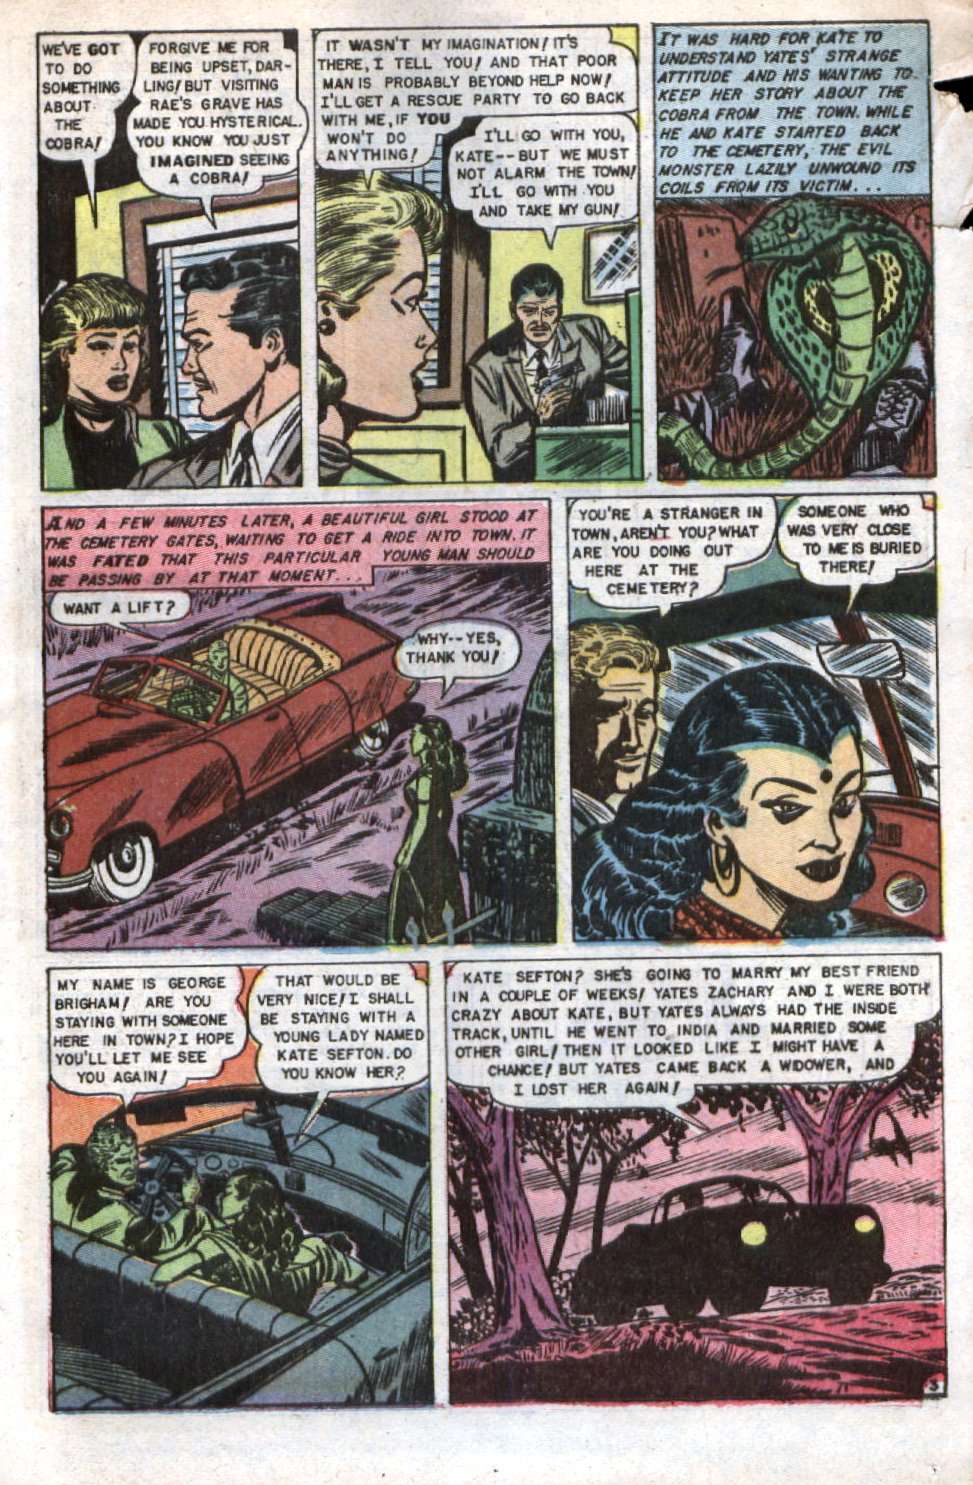 WE'VE GOT
TO DO
SOMETHING
ABOUT
THE
COBRA!
FORGIVE ME FOR
BEING UPSET, DAR-
LING! BUT VISITING
RAE'S GRAVE HAS
MADE YOU HYSTERICAL.
YOU KNOW YOU JUST
IMAGINED SEEING
A COBRA!
IT WASN'T MY IMAGINATION! IT'S
THERE, I TELL YOU! AND THAT POOR
MAN IS PROBABLY BEYOND HELP NOW!
I'LL GET A RESCUE PARTY TO GO BACK
WITH ME, IF YOU
WON'T DO
ANYTHING!
I'LL GO WITH YOU,
KATE--BUT WE MUST
NOT ALARM THE TOWN!
I'LL GO WITH YOU
AND TAKE MY GUN!
IT WAS HARD FOR KATE TO
UNDERSTAND YATES' STRANGE
ATTITUDE AND HIS WANTING TO
KEEP HER STORY ABOUT THE
COBRA FROM THE TOWN. WHILE
HE AND KATE STARTED BACK
TO THE CEMETERY, THE EVIL
MONSTER LAZILY UNWOUND ITS
COILS FROM ITS VICTIM...
AND A FEW MINUTES LATER, A BEAUTIFUL GIRL STOOD AT
THE CEMETERY GATES, WAITING TO GET A RIDE INTO TOWN. IT
WAS FATED THAT THIS PARTICULAR YOUNG MAN SHOULD
BE PASSING BY AT THAT MOMENT...
WANT A LIFT?
WHY--YES,
THANK YOU!
YOU'RE A STRANGER IN
TOWN, AREN'T YOU? WHAT
ARE YOU DOING OUT
HERE AT THE
CEMETERY?
SOMEONE WHO
WAS VERY CLOSE
TO ME IS BURIED
THERE!
MY NAME IS GEORGE
BRIGHAM! ARE YOU
STAYING WITH SOMEONE
HERE IN TOWN? I HOPE
YOU'LL LET ME SEE
YOU AGAIN!
THAT WOULD BE
VERY NICE! I SHALL
BE STAYING WITH A
YOUNG LADY NAMED
KATE SEFTON. DO
YOU KNOW HER?
KATE SEFTON? SHE'S GOING TO MARRY MY BEST FRIEND
IN A COUPLE OF WEEKS! YATES ZACHARY AND I WERE BOTH
CRAZY ABOUT KATE, BUT YATES ALWAYS HAD THE INSIDE
TRACK, UNTIL HE WENT TO INDIA AND MARRIED SOME
OTHER GIRL! THEN IT LOOKED LIKE I MIGHT HAVE A
CHANCE! BUT YATES CAME BACK A WIDOWER, AND
I LOST HER AGAIN!
3